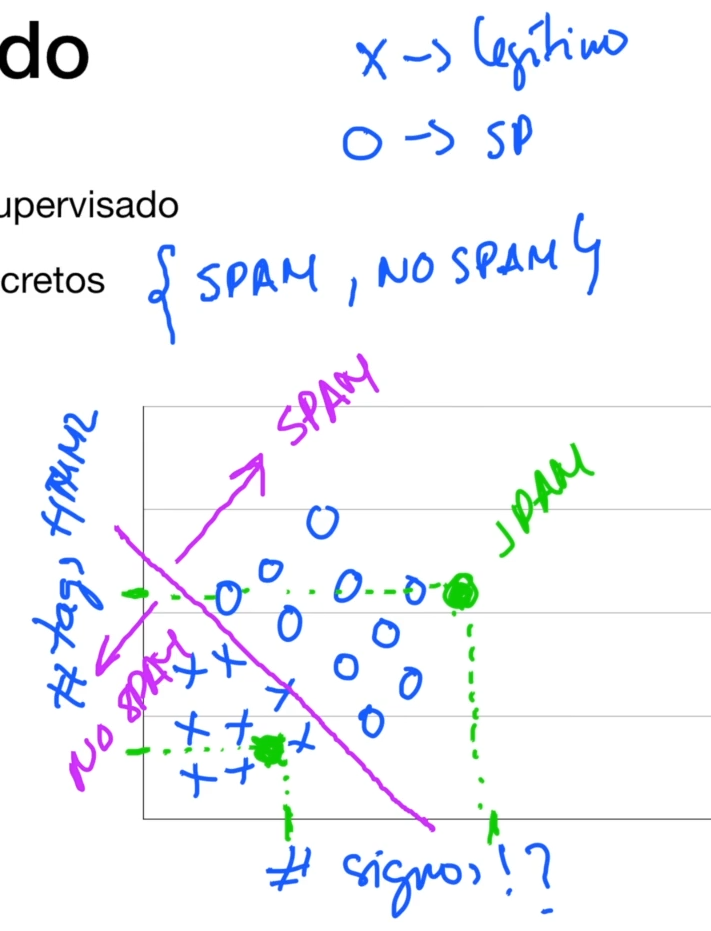 do
x -> legítimo
O -> SP
upervisado
cretos { SPAM, NO SPAM }
SPAM
SPAM
# tags HTML
NO SPAM
# signos !?